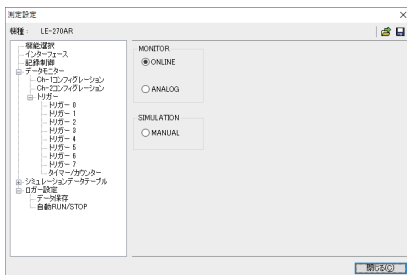 測定設定
機種: LE-270AR
機能選択
インターフェース
記録制御
データモニター
Ch-1コンフィグレーション
Ch-2コンフィグレーション
トリガー
トリガー 0
トリガー 1
トリガー 2
トリガー 3
トリガー 4
トリガー 5
トリガー 6
トリガー 7
タイマー/カウンター
シミュレーションデータテーブル
ロガー設定
データ保存
自動RUN/STOP
MONITOR
ONLINE
ANALOG
SIMULATION
MANUAL
閉じる(C)